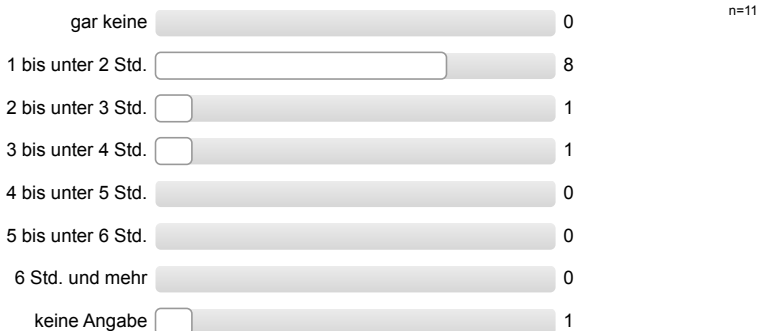 n=11
gar keine 0
1 bis unter 2 Std. 8
2 bis unter 3 Std. 1
3 bis unter 4 Std. 1
4 bis unter 5 Std. 0
5 bis unter 6 Std. 0
6 Std. und mehr 0
keine Angabe 1